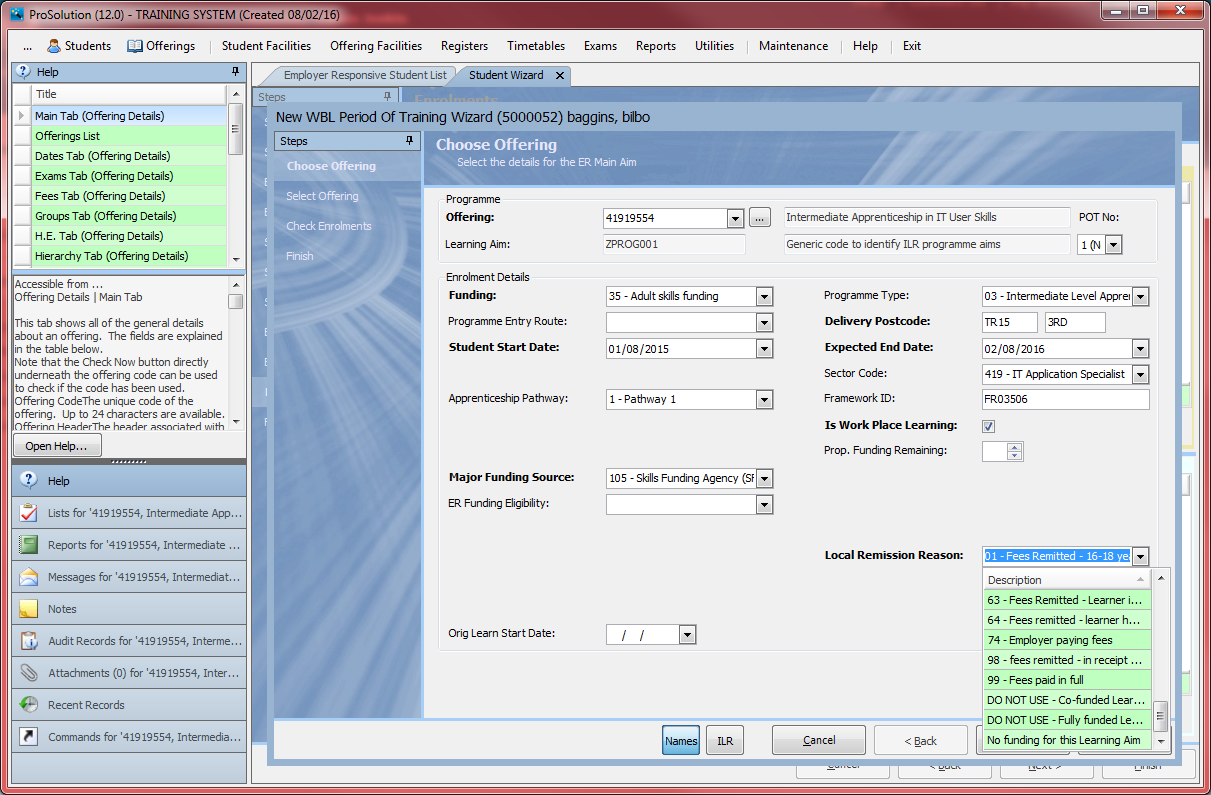 ProSolution (12.0) - TRAINING SYSTEM (Created 08/02/16)
... Students Offerings Student Facilities Offering Facilities Registers Timetables Exams Reports Utilities Maintenance Help Exit
Help
Title
Main Tab (Offering Details)
Offerings List
Dates Tab (Offering Details)
Exams Tab (Offering Details)
Fees Tab (Offering Details)
Groups Tab (Offering Details)
H.E. Tab (Offering Details)
Hierarchy Tab (Offering Details)
Accessible from ...
Offering Details | Main Tab
This tab shows all of the general details
about an offering. The fields are explained
in the table below.
Note that the Check Now button directly
underneath the offering code can be used
to check if the code has been used.
Offering CodeThe unique code of the
offering. Up to 24 characters are available.
Offering HeaderThe header associated with
Open Help...
Help
Lists for '41919554, Intermediate App...
Reports for '41919554, Intermediate ...
Messages for '41919554, Intermediat...
Notes
Audit Records for '41919554, Interme...
Attachments (0) for '41919554, Inter...
Recent Records
Commands for '41919554, Intermedia...
Employer Responsive Student List Student Wizard
Steps
Enrolments
New WBL Period Of Training Wizard (5000052) baggins, bilbo
Steps
Choose Offering
Select Offering
Check Enrolments
Finish
Choose Offering
Select the details for the ER Main Aim
Programme
Offering: 41919554 ... Intermediate Apprenticeship in IT User Skills POT No:
Learning Aim: ZPROG001 Generic code to identify ILR programme aims 1 (N
Enrolment Details
Funding: 35 - Adult skills funding Programme Type: 03 - Intermediate Level Appren
Programme Entry Route: Delivery Postcode: TR15 3RD
Student Start Date: 01/08/2015 Expected End Date: 02/08/2016
Sector Code: 419 - IT Application Specialist
Apprenticeship Pathway: 1 - Pathway 1 Framework ID: FR03506
Is Work Place Learning:
Prop. Funding Remaining:
Major Funding Source: 105 - Skills Funding Agency (SF
ER Funding Eligibility:
Local Remission Reason: 01 - Fees Remitted - 16-18 ye
Description
63 - Fees Remitted - Learner i...
64 - Fees remitted - learner h...
74 - Employer paying fees
98 - fees remitted - in receipt ...
99 - Fees paid in full
DO NOT USE - Co-funded Lear...
DO NOT USE - Fully funded Le...
No funding for this Learning Aim
Orig Learn Start Date: / /
Names ILR Cancel < Back
Cancel < Back Next > Finish